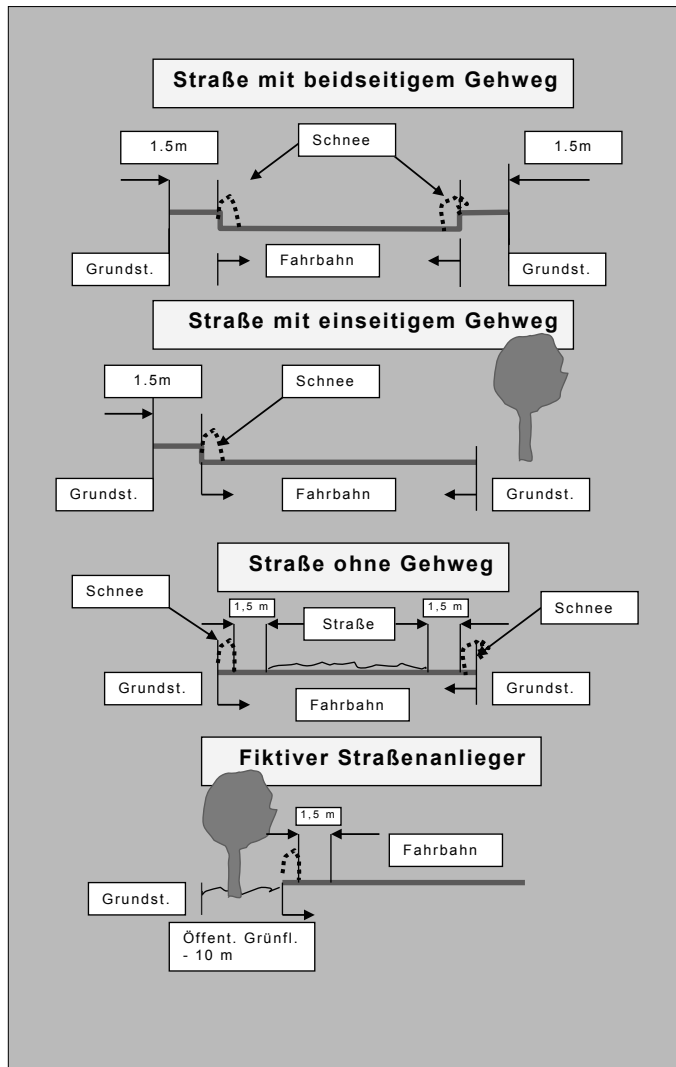 Straße mit beidseitigem Gehweg
1.5m
Schnee
1.5m
Grundst.
Fahrbahn
Grundst.
Straße mit einseitigem Gehweg
1.5m
Schnee
Grundst.
Fahrbahn
Grundst.
Straße ohne Gehweg
Schnee
1,5 m
Straße
1,5 m
Schnee
Grundst.
Fahrbahn
Grundst.
Fiktiver Straßenanlieger
1,5 m
Fahrbahn
Grundst.
Öffent. Grünfl.
- 10 m